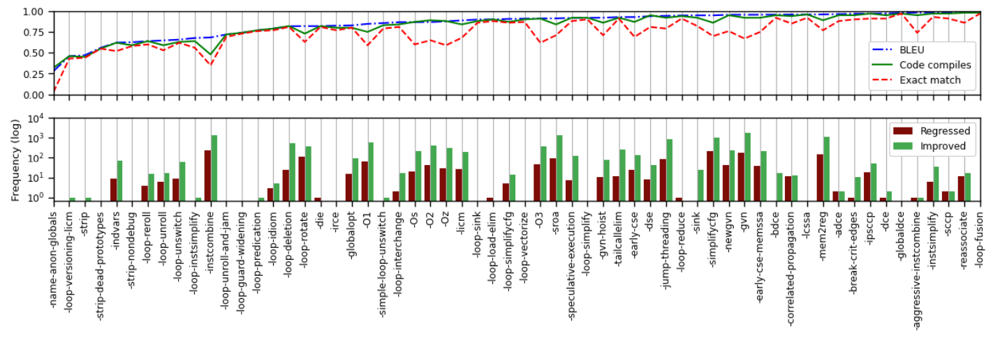 1.00
0.75
0.50
0.25
0.00
BLEU
Code compiles
Exact match
Frequency (log)
10^4
10^3
10^2
10^1
10^0
Regressed
Improved
-name-anon-globals
-loop-versioning-licm
-strip
-strip-dead-prototypes
-indvars
-strip-nondebug
-loop-reroll
-loop-unroll
-loop-unswitch
-loop-instsimplify
-instcombine
-loop-unroll-and-jam
-loop-guard-widening
-loop-predication
-loop-idiom
-loop-deletion
-loop-rotate
-die
-irce
-globalopt
-O1
-simple-loop-unswitch
-loop-interchange
-Os
-O2
-Oz
-licm
-loop-sink
-loop-load-elim
-loop-simplifycfg
-loop-vectorize
-O3
-sroa
-speculative-execution
-loop-simplify
-gvn-hoist
-tailcallelim
-early-cse
-dse
-jump-threading
-loop-reduce
-sink
-simplifycfg
-newgvn
-gvn
-early-cse-memssa
-bdce
-correlated-propagation
-lcssa
-mem2reg
-adce
-break-crit-edges
-ipsccp
-dce
-globaldce
-aggressive-instcombine
-instsimplify
-sccp
-reassociate
-loop-fusion